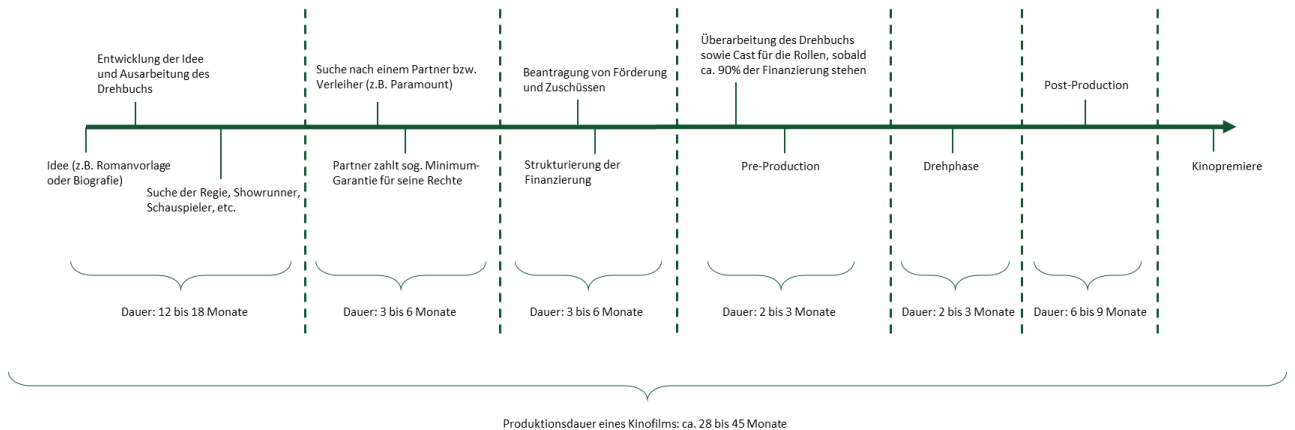 Entwicklung der Idee
und Ausarbeitung des
Drehbuchs
Idee (z.B. Romanvorlage
oder Biografie)
Suche der Regie, Showrunner,
Schauspieler, etc.
Suche nach einem Partner bzw.
Verleiher (z.B. Paramount)
Partner zahlt sog. Minimum-
Garantie für seine Rechte
Beantragung von Förderung
und Zuschüssen
Strukturierung der
Finanzierung
Überarbeitung des Drehbuchs
sowie Cast für die Rollen, sobald
ca. 90% der Finanzierung stehen
Pre-Production
Drehphase
Post-Production
Kinopremiere
Dauer: 12 bis 18 Monate
Dauer: 3 bis 6 Monate
Dauer: 3 bis 6 Monate
Dauer: 2 bis 3 Monate
Dauer: 2 bis 3 Monate
Dauer: 6 bis 9 Monate
Produktionsdauer eines Kinofilms: ca. 28 bis 45 Monate